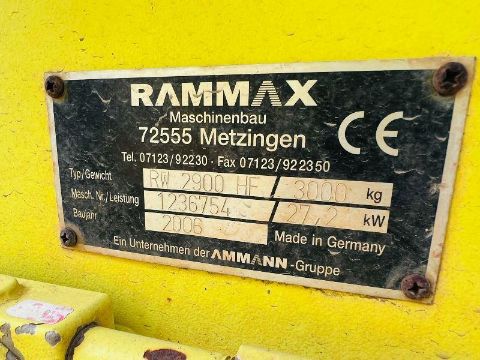 RAMMAX
Maschinenbau
72555 Metzingen
CE
Tel. 07123/92230 · Fax 07123/922350
Typ/Gewicht RW 2900 HF / 3000 kg
Masch. Nr./Leistung 1236754 / 27,2 kW
Baujahr 2006 Made in Germany
Ein Unternehmen der AMMANN-Gruppe